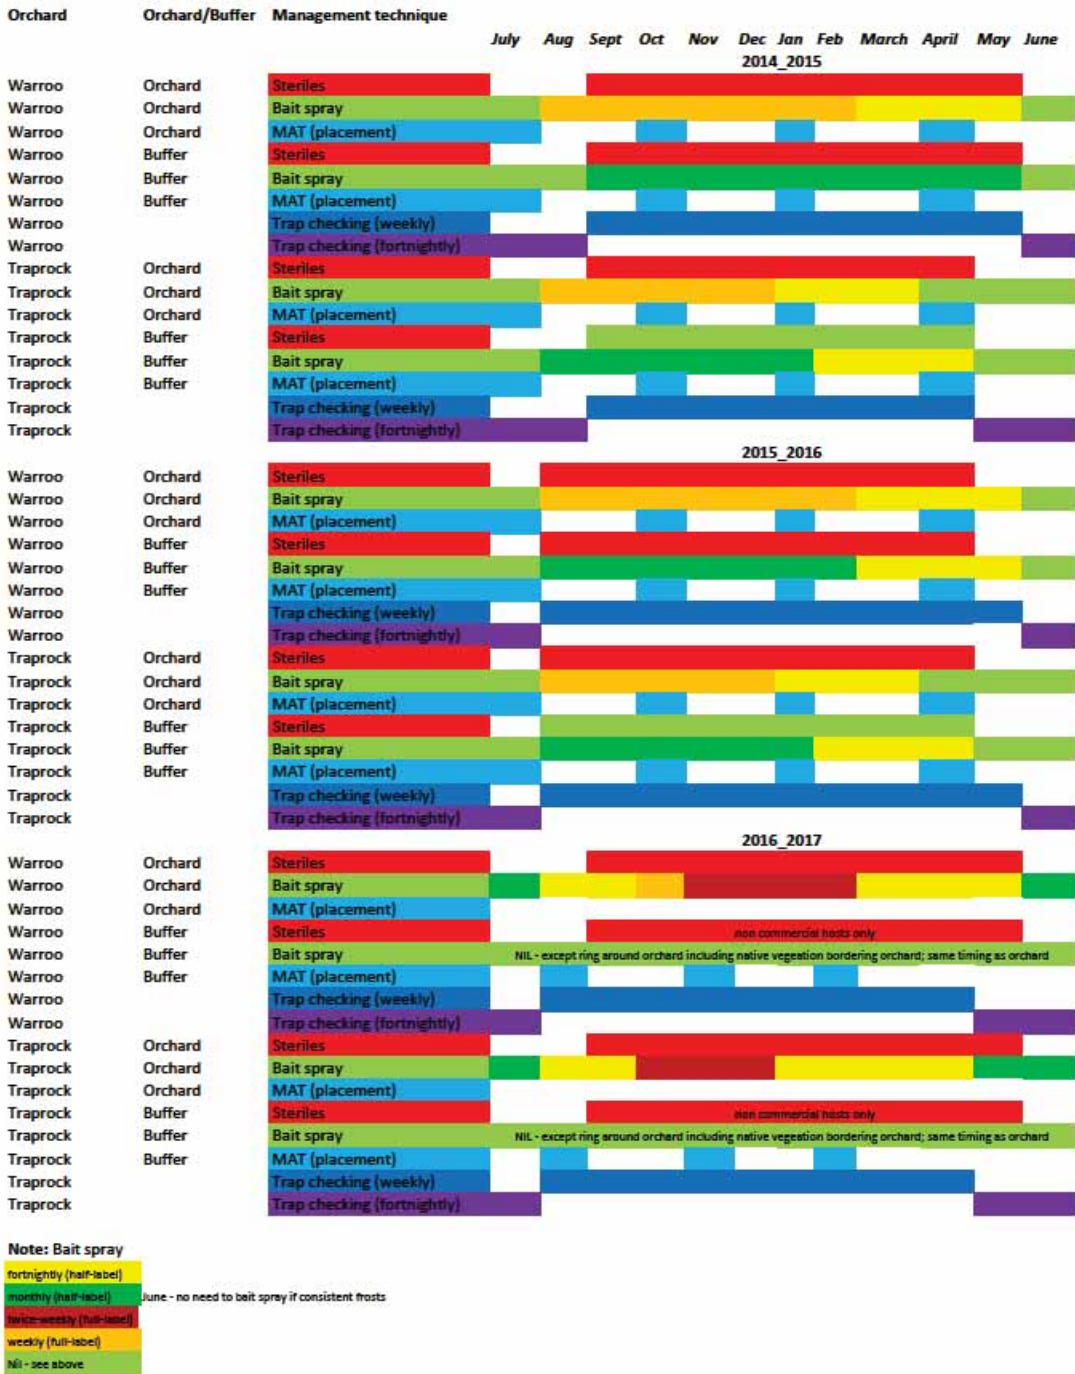 Orchard Orchard/Buffer Management technique
July Aug Sept Oct Nov Dec Jan Feb March April May June
2014_2015
Warroo Orchard Steriles
Warroo Orchard Bait spray
Warroo Orchard MAT (placement)
Warroo Buffer Steriles
Warroo Buffer Bait spray
Warroo Buffer MAT (placement)
Warroo Trap checking (weekly)
Warroo Trap checking (fortnightly)
Traprock Orchard Steriles
Traprock Orchard Bait spray
Traprock Orchard MAT (placement)
Traprock Buffer Steriles
Traprock Buffer Bait spray
Traprock Buffer MAT (placement)
Traprock Trap checking (weekly)
Traprock Trap checking (fortnightly)
2015_2016
Warroo Orchard Steriles
Warroo Orchard Bait spray
Warroo Orchard MAT (placement)
Warroo Buffer Steriles
Warroo Buffer Bait spray
Warroo Buffer MAT (placement)
Warroo Trap checking (weekly)
Warroo Trap checking (fortnightly)
Traprock Orchard Steriles
Traprock Orchard Bait spray
Traprock Orchard MAT (placement)
Traprock Buffer Steriles
Traprock Buffer Bait spray
Traprock Buffer MAT (placement)
Traprock Trap checking (weekly)
Traprock Trap checking (fortnightly)
2016_2017
Warroo Orchard Steriles
Warroo Orchard Bait spray
Warroo Orchard MAT (placement)
Warroo Buffer Steriles non commercial hosts only
Warroo Buffer Bait spray NIL - except ring around orchard including native vegeation bordering orchard; same timing as orchard
Warroo Buffer MAT (placement)
Warroo Trap checking (weekly)
Warroo Trap checking (fortnightly)
Traprock Orchard Steriles
Traprock Orchard Bait spray
Traprock Orchard MAT (placement)
Traprock Buffer Steriles non commercial hosts only
Traprock Buffer Bait spray NIL - except ring around orchard including native vegeation bordering orchard; same timing as orchard
Traprock Buffer MAT (placement)
Traprock Trap checking (weekly)
Traprock Trap checking (fortnightly)
Note: Bait spray
fortnightly (half-label)
monthly (half-label) June - no need to bait spray if consistent frosts
twice-weekly (full-label)
weekly (full-label)
Nil - see above